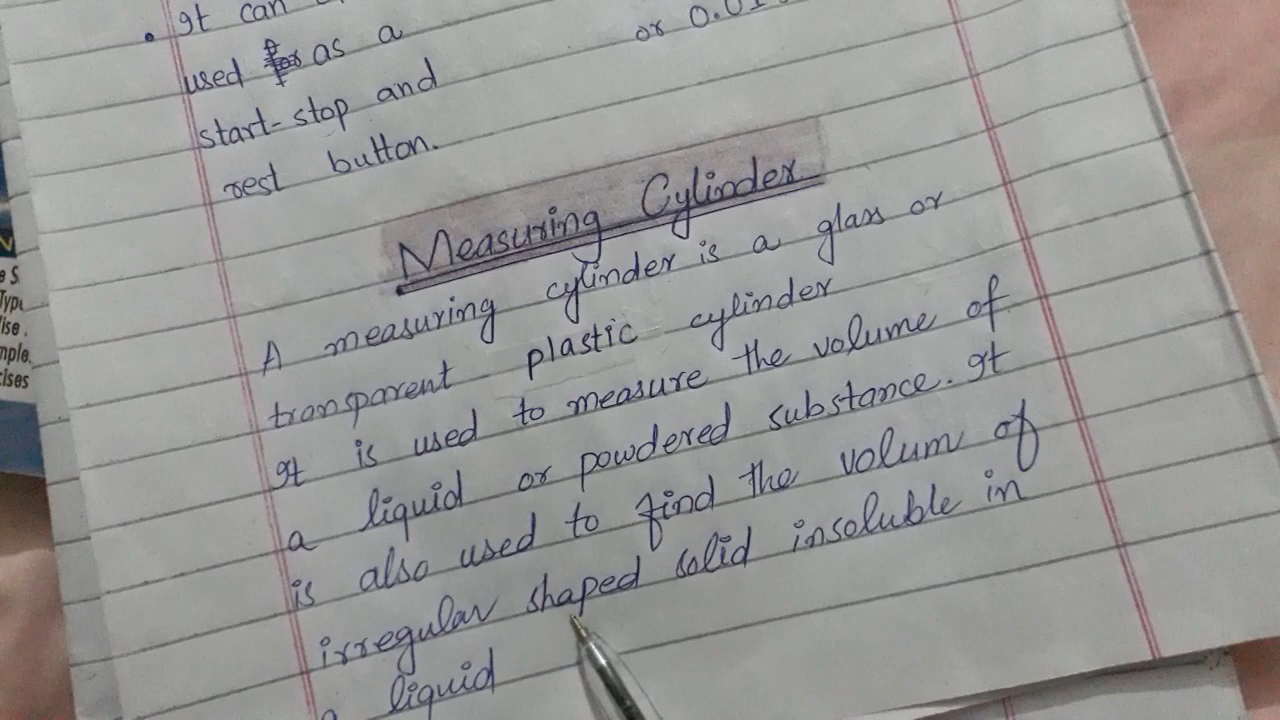 . It can
used as a
start-stop and
rest button.
or 0.01
Measuring Cylinder
A measuring cylinder is a glass or
transparent plastic cylinder
It is used to measure the volume of
a liquid or powdered substance. It
is also used to find the volum of
irregular shaped solid insoluble in
a liquid